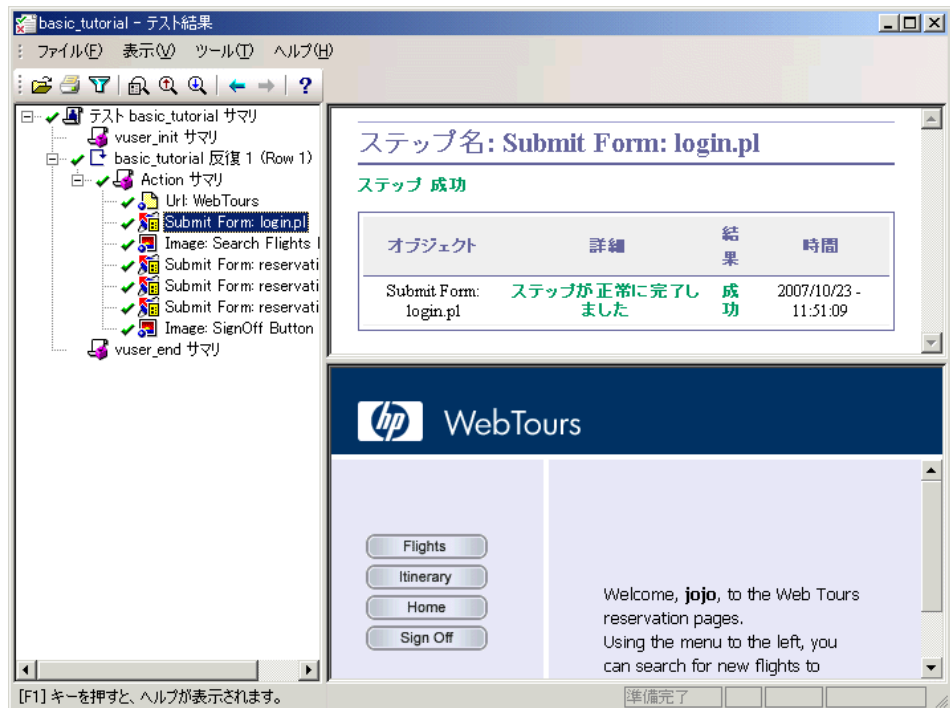 basic_tutorial - テスト結果
ファイル(F) 表示(V) ツール(T) ヘルプ(H)
テスト basic_tutorial サマリ
vuser_init サマリ
basic_tutorial 反復 1 (Row 1)
Action サマリ
Url: WebTours
Submit Form: login.pl
Image: Search Flights
Submit Form: reservati
Submit Form: reservati
Submit Form: reservati
Image: SignOff Button
vuser_end サマリ
ステップ名: Submit Form: login.pl
ステップ 成功
オブジェクト 詳細 結果 時間
Submit Form: login.pl ステップが正常に完了しました 成功 2007/10/23 - 11:51:09
hp WebTours
Flights
Itinerary
Home
Sign Off
Welcome, jojo, to the Web Tours
reservation pages.
Using the menu to the left, you
can search for new flights to
[F1] キーを押すと、ヘルプが表示されます。
準備完了